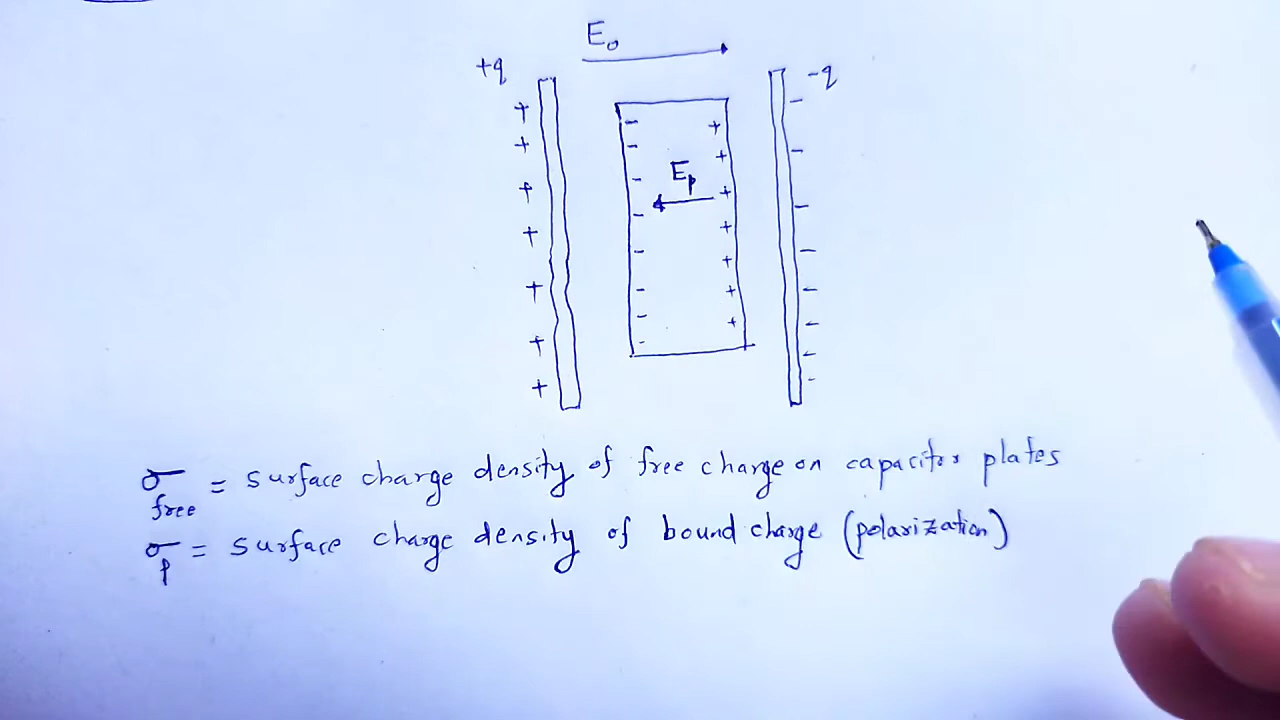 E₀
+q
-q
+ - + -
+ - + -
+ - Ep + -
+ - + -
+ - + -
+ - + -
+ - + -
- -
σfree = surface charge density of free charge on capacitor plates
σp = surface charge density of bound charge (polarization)